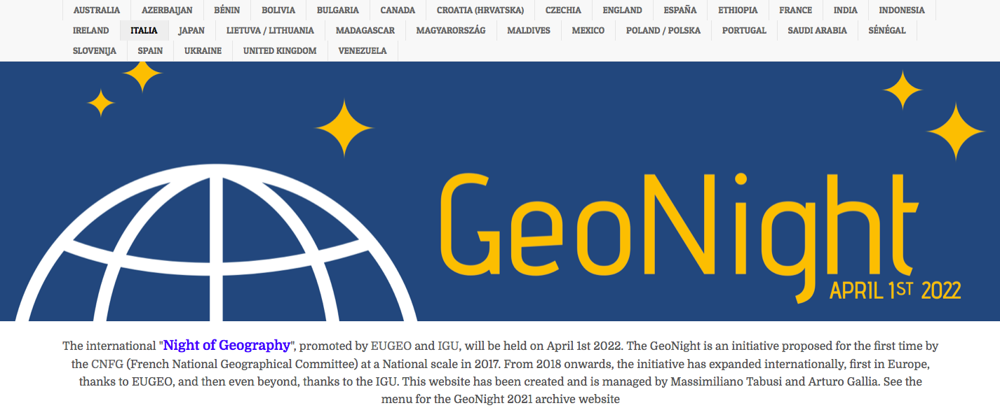 AUSTRALIA AZERBAIJAN BÉNIN BOLIVIA BULGARIA CANADA CROATIA (HRVATSKA) CZECHIA ENGLAND ESPAÑA ETHIOPIA FRANCE INDIA INDONESIA
IRELAND ITALIA JAPAN LIETUVA / LITHUANIA MADAGASCAR MAGYARORSZÁG MALDIVES MEXICO POLAND / POLSKA PORTUGAL SAUDI ARABIA SÉNÉGAL
SLOVENIJA SPAIN UKRAINE UNITED KINGDOM VENEZUELA
GeoNight
APRIL 1ST 2022
The international "Night of Geography", promoted by EUGEO and IGU, will be held on April 1st 2022. The GeoNight is an initiative proposed for the first time by
the CNFG (French National Geographical Committee) at a National scale in 2017. From 2018 onwards, the initiative has expanded internationally, first in Europe,
thanks to EUGEO, and then even beyond, thanks to the IGU. This website has been created and is managed by Massimiliano Tabusi and Arturo Gallia. See the
menu for the GeoNight 2021 archive website